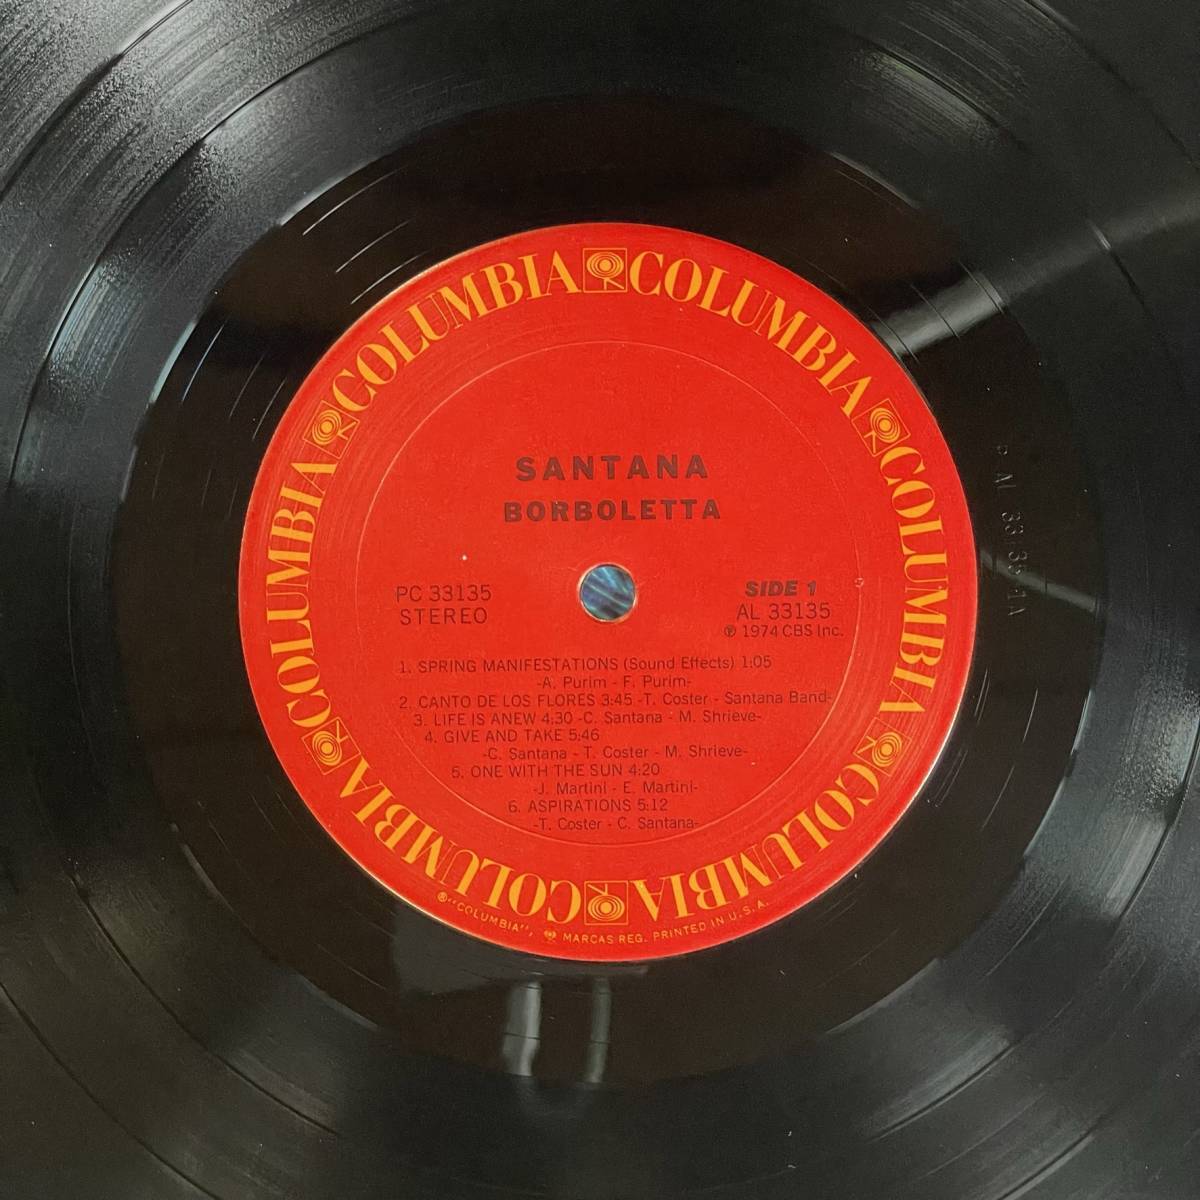 COLUMBIA COLUMBIA COLUMBIA COLUMBIA COLUMBIA COLUMBIA
SANTANA
BORBOLETTA
PC 33135
STEREO
SIDE 1
AL 33135
℗ 1974 CBS Inc.
1. SPRING MANIFESTATIONS (Sound Effects) 1:05
-A. Purim - F. Purim-
2. CANTO DE LOS FLORES 3:45 -T. Coster - Santana Band-
3. LIFE IS ANEW 4:30 -C. Santana - M. Shrieve-
4. GIVE AND TAKE 5:46
-C. Santana - T. Coster - M. Shrieve-
5. ONE WITH THE SUN 4:20
-J. Martini - E. Martini-
6. ASPIRATIONS 5:12
-T. Coster - C. Santana-
®"COLUMBIA", MARCAS REG. PRINTED IN U.S.A.